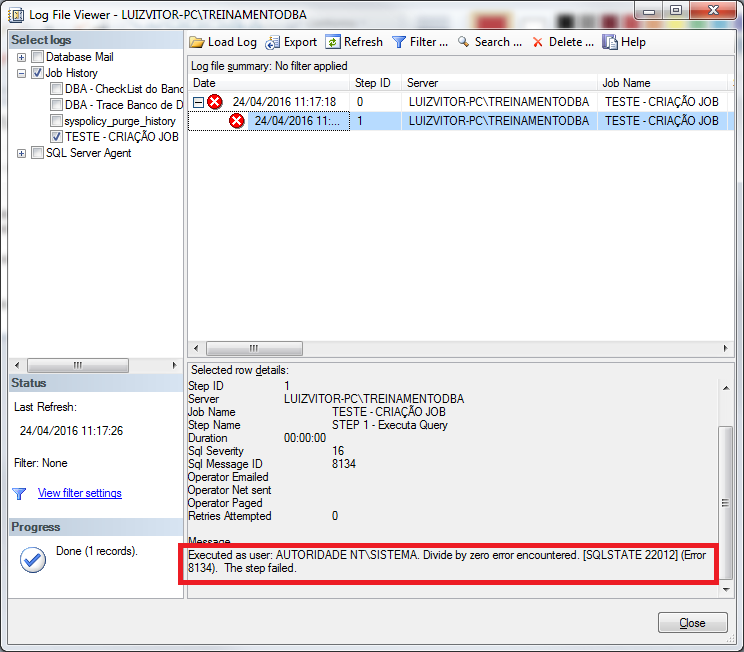 Log File Viewer - LUIZVITOR-PC\TREINAMENTODBA
Select logs
Database Mail
Job History
DBA - CheckList do Banc
DBA - Trace Banco de D
syspolicy_purge_history
TESTE - CRIAÇÃO JOB
SQL Server Agent
Load Log Export Refresh Filter ... Search ... Delete ... Help
Log file summary: No filter applied
Date Step ID Server Job Name
24/04/2016 11:17:18 0 LUIZVITOR-PC\TREINAMENTODBA TESTE - CRIAÇÃO JOB
24/04/2016 11:... 1 LUIZVITOR-PC\TREINAMENTODBA TESTE - CRIAÇÃO JOB
Status
Last Refresh:
24/04/2016 11:17:26
Filter: None
View filter settings
Progress
Done (1 records).
Selected row details:
Step ID 1
Server LUIZVITOR-PC\TREINAMENTODBA
Job Name TESTE - CRIAÇÃO JOB
Step Name STEP 1 - Executa Query
Duration 00:00:00
Sql Severity 16
Sql Message ID 8134
Operator Emailed
Operator Net sent
Operator Paged
Retries Attempted 0
Message
Executed as user: AUTORIDADE NT\SISTEMA. Divide by zero error encountered. [SQLSTATE 22012] (Error
8134).  The step failed.
Close